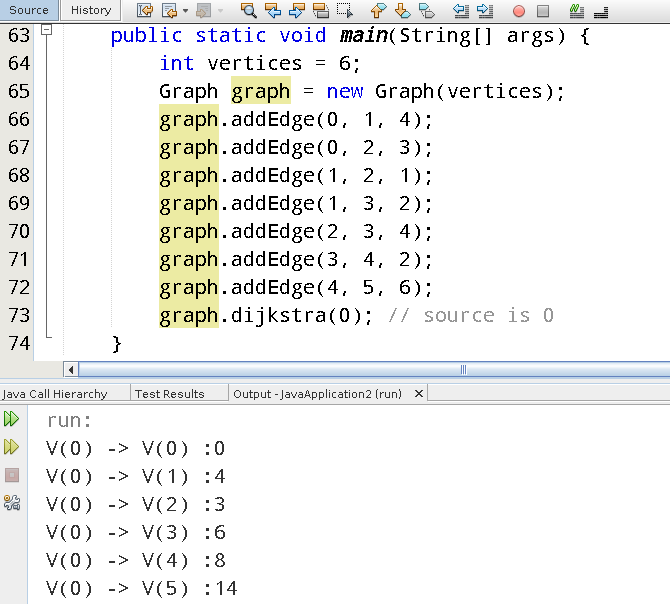 Source History
63 public static void main(String[] args) {
64 int vertices = 6;
65 Graph graph = new Graph(vertices);
66 graph.addEdge(0, 1, 4);
67 graph.addEdge(0, 2, 3);
68 graph.addEdge(1, 2, 1);
69 graph.addEdge(1, 3, 2);
70 graph.addEdge(2, 3, 4);
71 graph.addEdge(3, 4, 2);
72 graph.addEdge(4, 5, 6);
73 graph.dijkstra(0); // source is 0
74 }
Java Call Hierarchy Test Results Output - JavaApplication2 (run)
run:
V(0) -> V(0) :0
V(0) -> V(1) :4
V(0) -> V(2) :3
V(0) -> V(3) :6
V(0) -> V(4) :8
V(0) -> V(5) :14